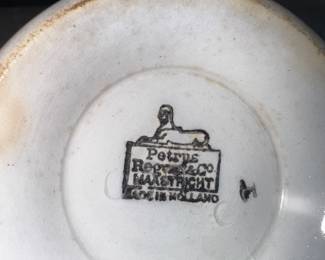 Petrus
Regout & Co.
MAASTRICHT
MADE IN HOLLAND